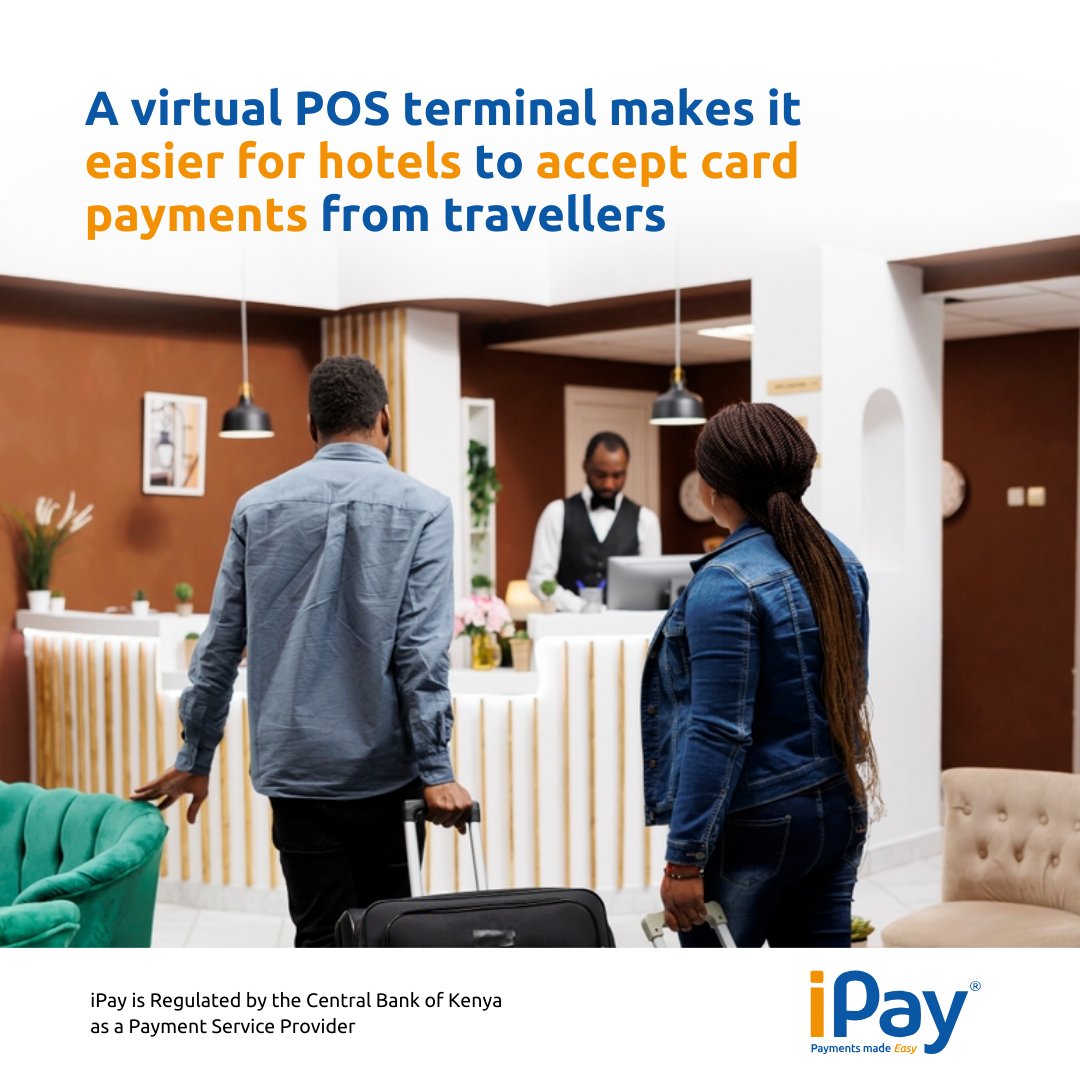 A virtual POS terminal makes it
easier for hotels to accept card
payments from travellers
iPay is Regulated by the Central Bank of Kenya
as a Payment Service Provider
iPay®
Payments made Easy